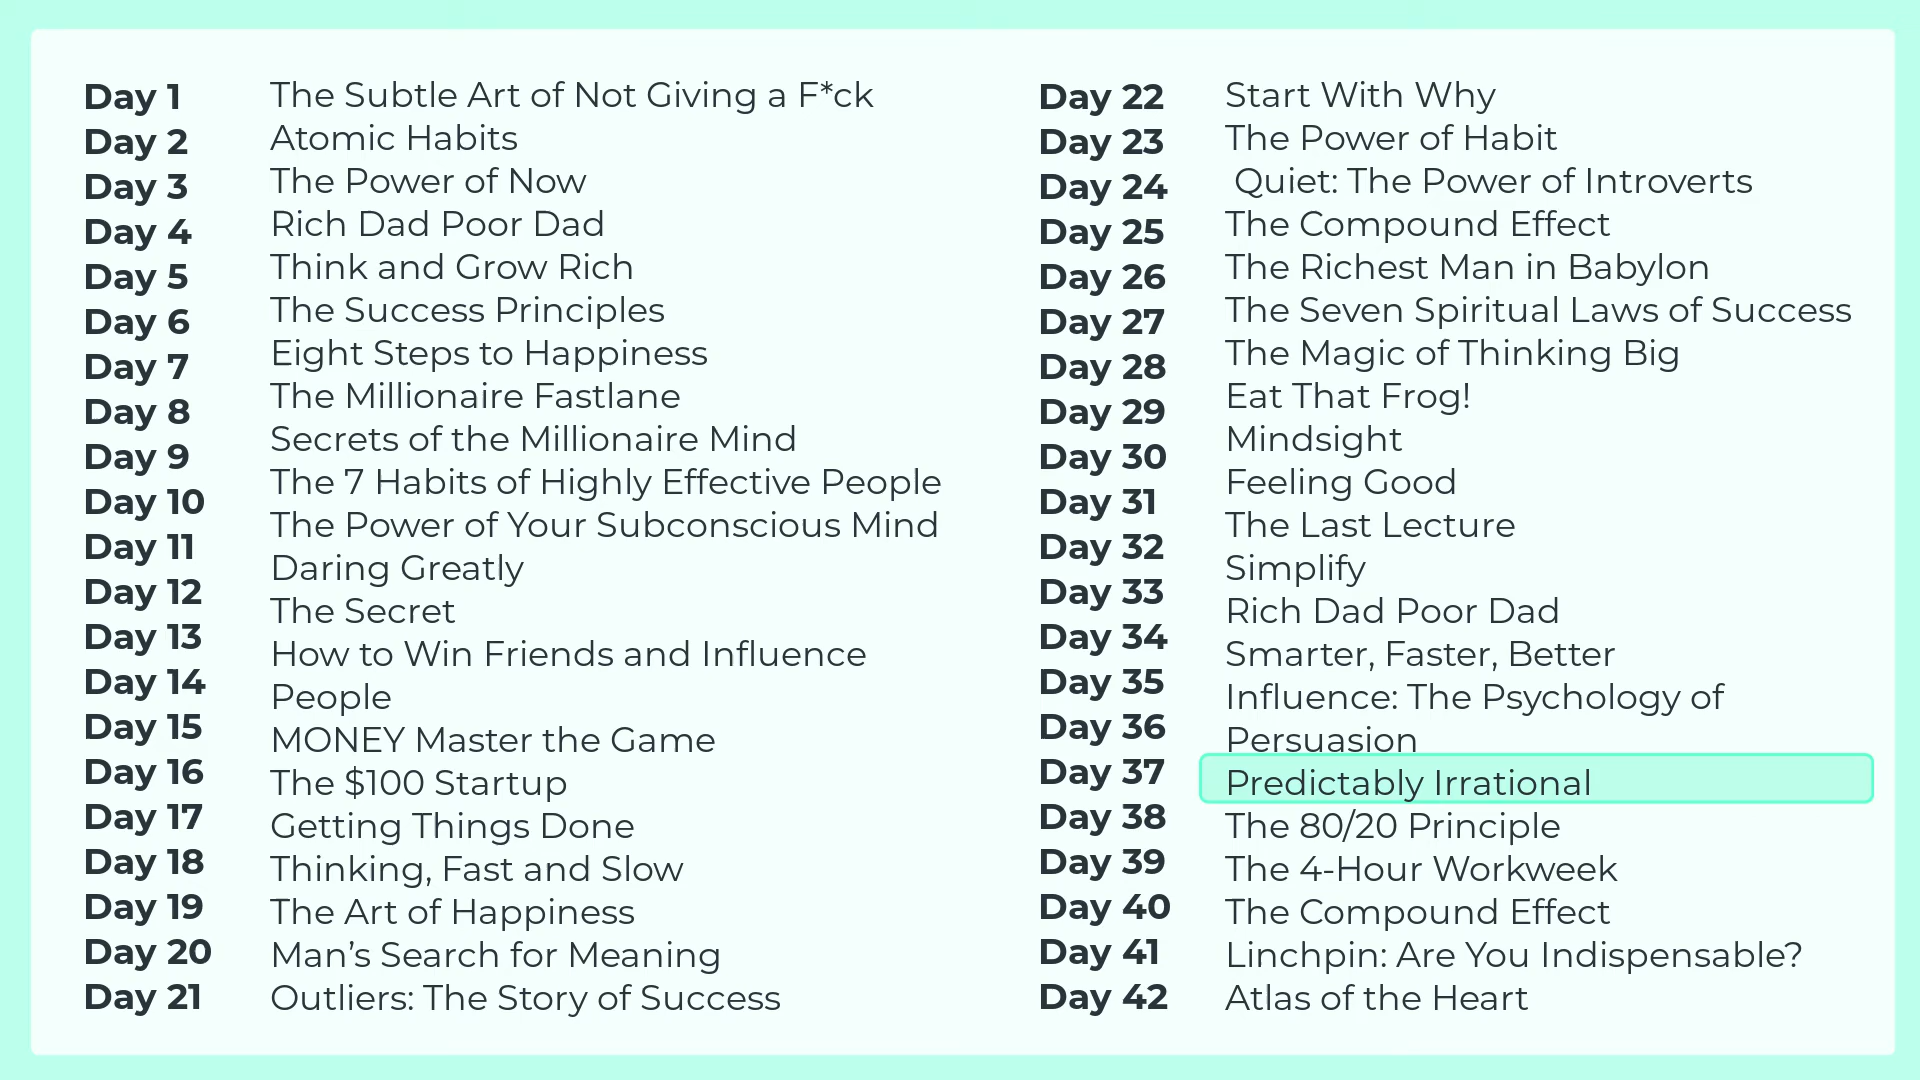 Day 1
Day 2
Day 3
Day 4
Day 5
Day 6
Day 7
Day 8
Day 9
Day 10
Day 11
Day 12
Day 13
Day 14
Day 15
Day 16
Day 17
Day 18
Day 19
Day 20
Day 21
The Subtle Art of Not Giving a F*ck
Atomic Habits
The Power of Now
Rich Dad Poor Dad
Think and Grow Rich
The Success Principles
Eight Steps to Happiness
The Millionaire Fastlane
Secrets of the Millionaire Mind
The 7 Habits of Highly Effective People
The Power of Your Subconscious Mind
Daring Greatly
The Secret
How to Win Friends and Influence
People
MONEY Master the Game
The $100 Startup
Getting Things Done
Thinking, Fast and Slow
The Art of Happiness
Man’s Search for Meaning
Outliers: The Story of Success
Day 22
Day 23
Day 24
Day 25
Day 26
Day 27
Day 28
Day 29
Day 30
Day 31
Day 32
Day 33
Day 34
Day 35
Day 36
Day 37
Day 38
Day 39
Day 40
Day 41
Day 42
Start With Why
The Power of Habit
Quiet: The Power of Introverts
The Compound Effect
The Richest Man in Babylon
The Seven Spiritual Laws of Success
The Magic of Thinking Big
Eat That Frog!
Mindsight
Feeling Good
The Last Lecture
Simplify
Rich Dad Poor Dad
Smarter, Faster, Better
Influence: The Psychology of
Persuasion
Predictably Irrational
The 80/20 Principle
The 4-Hour Workweek
The Compound Effect
Linchpin: Are You Indispensable?
Atlas of the Heart